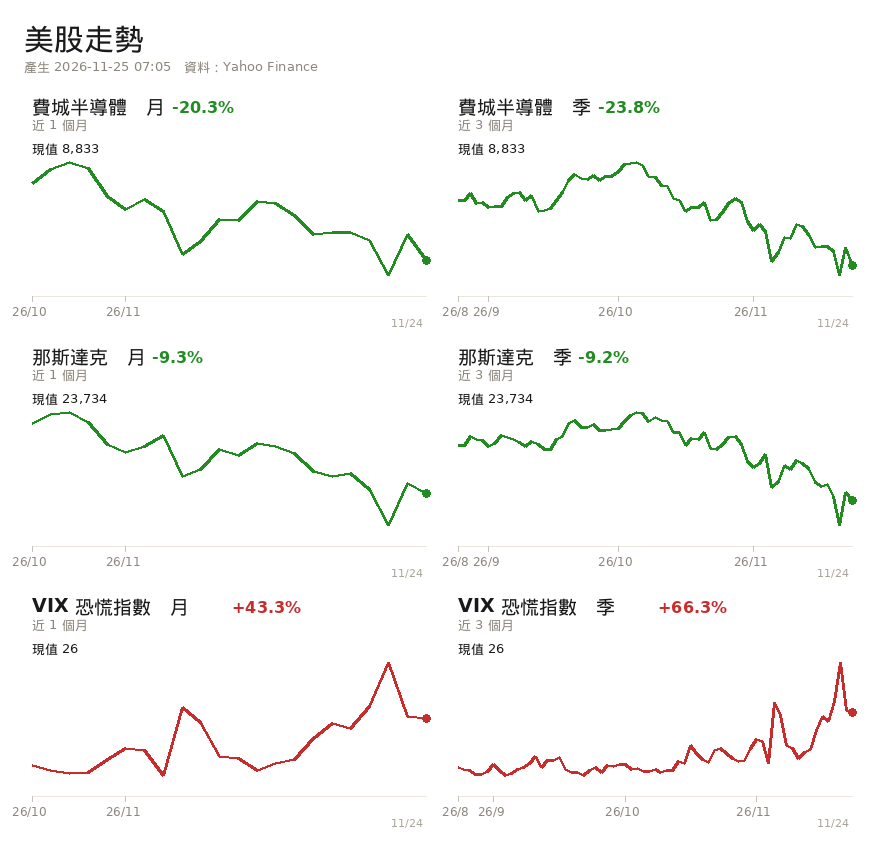 美股走勢
產生 2026-11-25 07:05 資料：Yahoo Finance
費城半導體 月 -20.3%
近 1 個月
現值 8,833
26/10 26/11
11/24
費城半導體 季 -23.8%
近 3 個月
現值 8,833
26/8 26/9 26/10 26/11
11/24
那斯達克 月 -9.3%
近 1 個月
現值 23,734
26/10 26/11
11/24
那斯達克 季 -9.2%
近 3 個月
現值 23,734
26/8 26/9 26/10 26/11
11/24
VIX 恐慌指數 月 +43.3%
近 1 個月
現值 26
26/10 26/11
11/24
VIX 恐慌指數 季 +66.3%
近 3 個月
現值 26
26/8 26/9 26/10 26/11
11/24